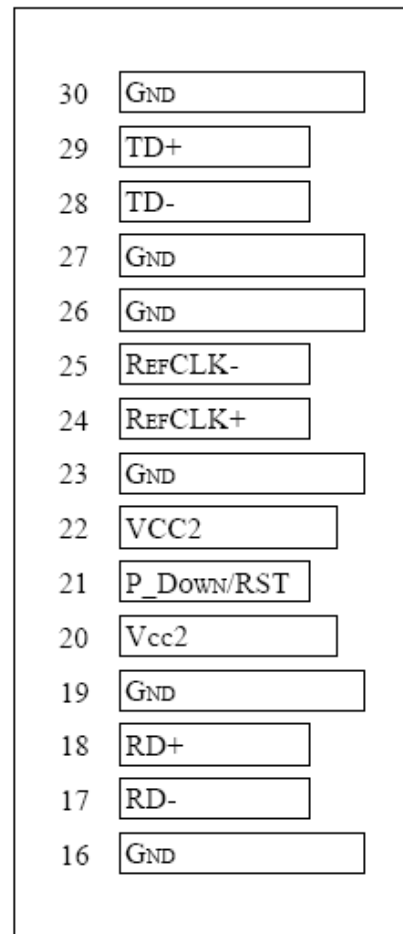 30 GND
29 TD+
28 TD-
27 GND
26 GND
25 REFCLK-
24 REFCLK+
23 GND
22 VCC2
21 P_DOWN/RST
20 Vcc2
19 GND
18 RD+
17 RD-
16 GND